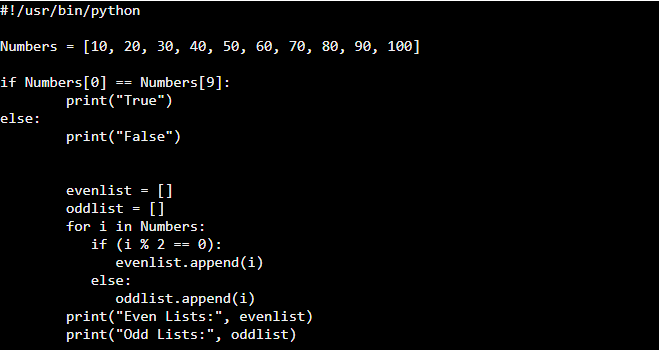 #!/usr/bin/python

Numbers = [10, 20, 30, 40, 50, 60, 70, 80, 90, 100]

if Numbers[0] == Numbers[9]:
        print("True")
else:
        print("False")


        evenlist = []
        oddlist = []
        for i in Numbers:
           if (i % 2 == 0):
              evenlist.append(i)
           else:
              oddlist.append(i)
        print("Even Lists:", evenlist)
        print("Odd Lists:", oddlist)